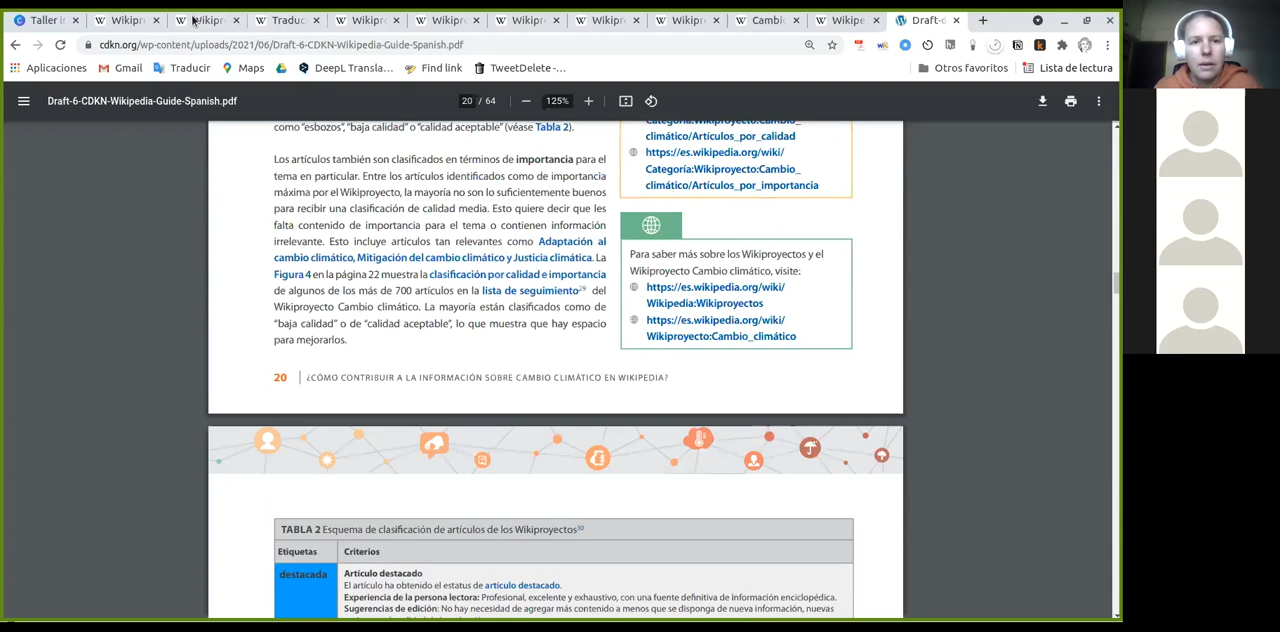 Taller i
Wikipr
Wikipr
Traduc
Wikipr
Wikipr
Wikipr
Wikipr
Wikipr
Cambi
Wikipe
Draft-6
cdkn.org/wp-content/uploads/2021/06/Draft-6-CDKN-Wikipedia-Guide-Spanish.pdf
Aplicaciones
Gmail
Traducir
Maps
DeepL Transla...
Find link
TweetDelete -...
Otros favoritos
Lista de lectura
Draft-6-CDKN-Wikipedia-Guide-Spanish.pdf
20 / 64
125%
como "esbozos", "baja calidad" o "calidad aceptable" (véase Tabla 2).
Los artículos también son clasificados en términos de importancia para el
tema en particular. Entre los artículos identificados como de importancia
máxima por el Wikiproyecto, la mayoría no son lo suficientemente buenos
para recibir una clasificación de calidad media. Esto quiere decir que les
falta contenido de importancia para el tema o contienen información
irrelevante. Esto incluye artículos tan relevantes como Adaptación al
cambio climático, Mitigación del cambio climático y Justicia climática. La
Figura 4 en la página 22 muestra la clasificación por calidad e importancia
de algunos de los más de 700 artículos en la lista de seguimiento29 del
Wikiproyecto Cambio climático. La mayoría están clasificados como de
"baja calidad" o de "calidad aceptable", lo que muestra que hay espacio
para mejorarlos.
Categoría:Wikiproyecto:Cambio_
climático/Artículos_por_calidad
https://es.wikipedia.org/wiki/
Categoría:Wikiproyecto:Cambio_
climático/Artículos_por_importancia
Para saber más sobre los Wikiproyectos y el
Wikiproyecto Cambio climático, visite:
https://es.wikipedia.org/wiki/
Wikipedia:Wikiproyectos
https://es.wikipedia.org/wiki/
Wikiproyecto:Cambio_climático
20 ¿CÓMO CONTRIBUIR A LA INFORMACIÓN SOBRE CAMBIO CLIMÁTICO EN WIKIPEDIA?
TABLA 2 Esquema de clasificación de artículos de los Wikiproyectos30
Etiquetas
Criterios
destacada
Artículo destacado
El artículo ha obtenido el estatus de artículo destacado.
Experiencia de la persona lectora: Profesional, excelente y exhaustivo, con una fuente definitiva de información enciclopédica.
Sugerencias de edición: No hay necesidad de agregar más contenido a menos que se disponga de nueva información, nuevas